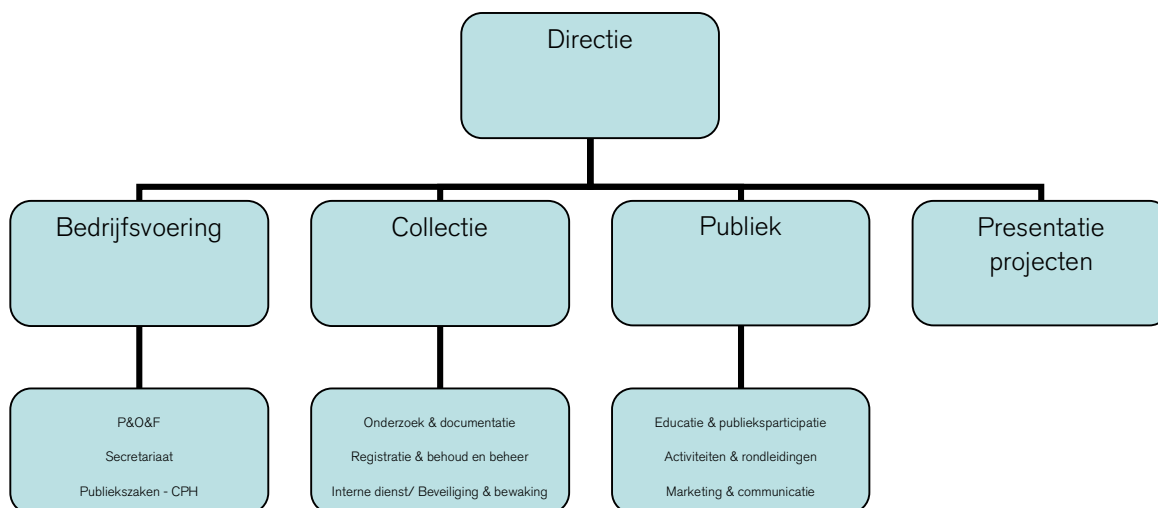 Directie
Bedrijfsvoering
Collectie
Publiek
Presentatie
projecten
P&O&F
Secretariaat
Publiekszaken - CPH
Onderzoek & documentatie
Registratie & behoud en beheer
Interne dienst/ Beveiliging & bewaking
Educatie & publieksparticipatie
Activiteiten & rondleidingen
Marketing & communicatie